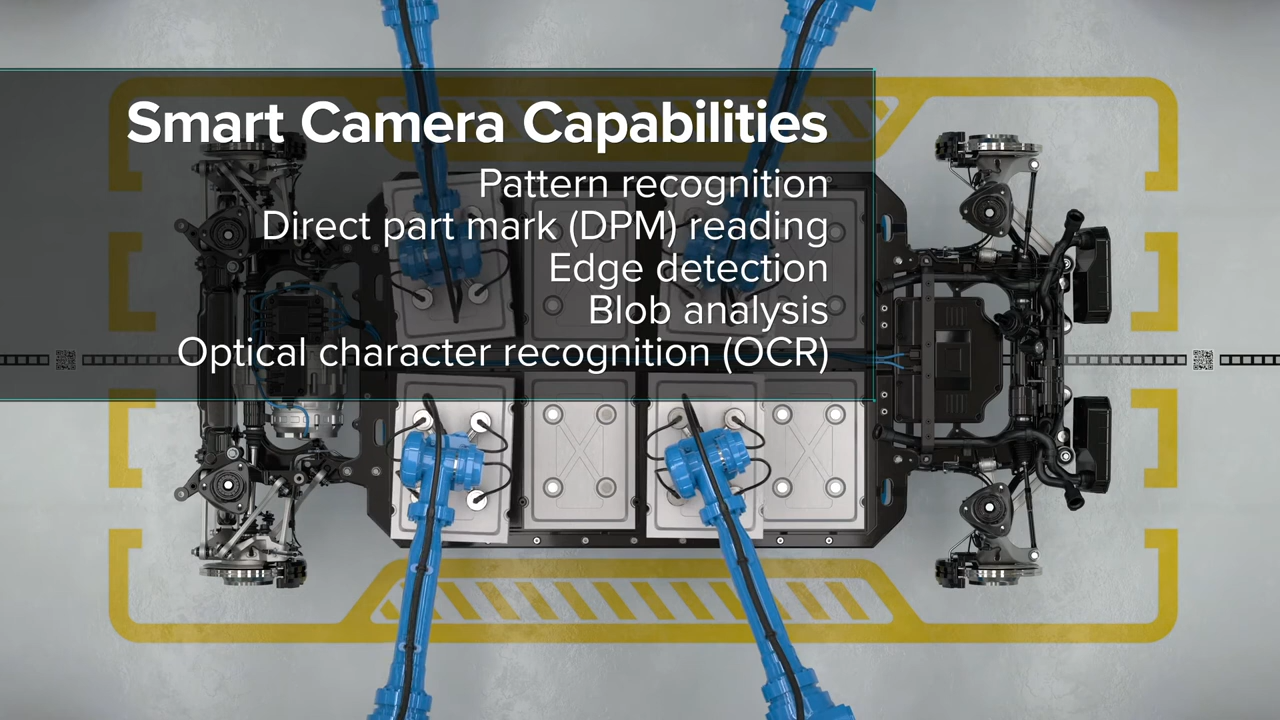 Smart Camera Capabilities
Pattern recognition
Direct part mark (DPM) reading
Edge detection
Blob analysis
Optical character recognition (OCR)